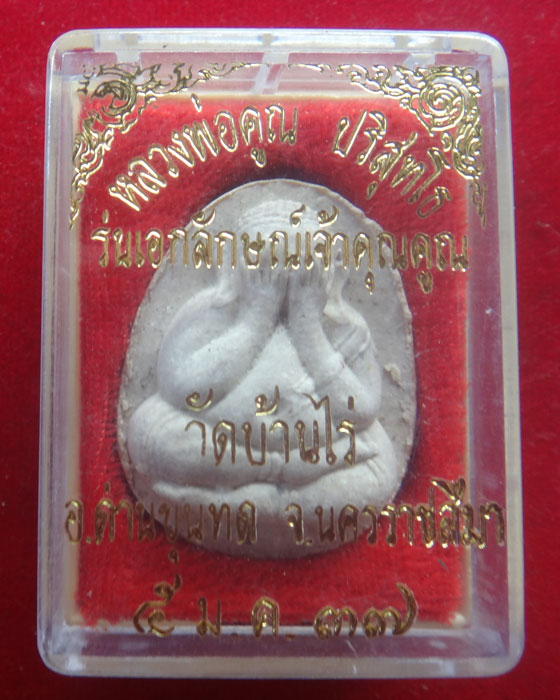 หลวงพ่อคูณ ปริสุทโธ
รุ่นเอกลักษณ์เจ้าคุณคูณ
วัดบ้านไร่
อ.ด่านขุนทด จ.นครราชสีมา
๕ ม.ค. ๓๗